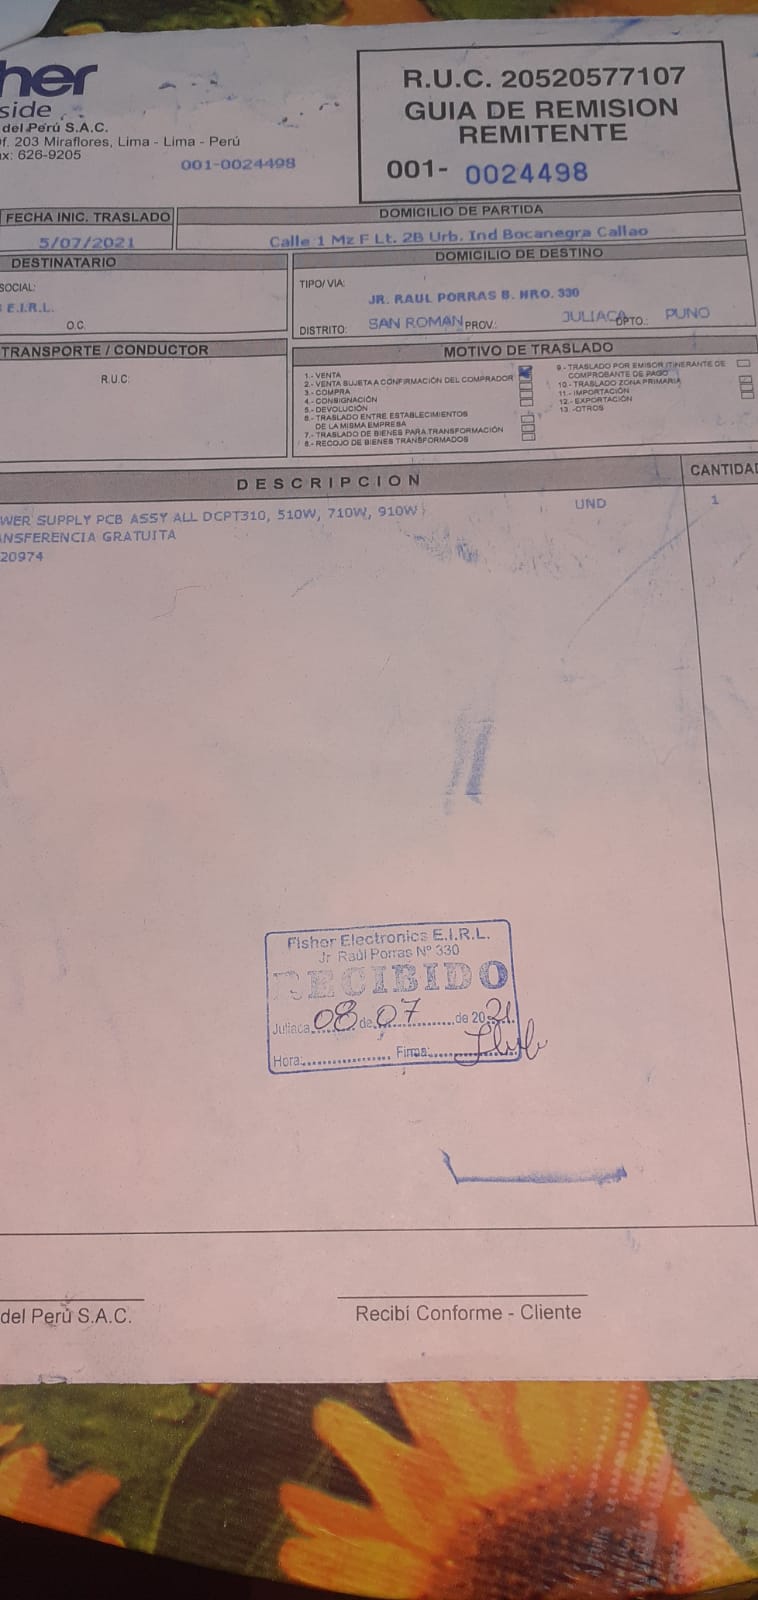 her
side
del Perú S.A.C.
Of. 203 Miraflores, Lima - Lima - Perú
ax: 626-9205
001-0024498
R.U.C. 20520577107
GUIA DE REMISION
REMITENTE
001- 0024498
FECHA INIC. TRASLADO
5/07/2021
DOMICILIO DE PARTIDA
Calle 1 Mz F Lt. 2B Urb. Ind Bocanegra Callao
DESTINATARIO
SOCIAL:
E.I.R.L.
O.C.
DOMICILIO DE DESTINO
TIPO/VIA:
JR. RAUL PORRAS B. NRO. 330
DISTRITO: SAN ROMAN PROV.: JULIACA DPTO.: PUNO
TRANSPORTE / CONDUCTOR
R.U.C:
MOTIVO DE TRASLADO
1.- VENTA
2.- VENTA SUJETA A CONFIRMACIÓN DEL COMPRADOR
3.- COMPRA
4.- CONSIGNACIÓN
5.- DEVOLUCIÓN
6.- TRASLADO ENTRE ESTABLECIMIENTOS
DE LA MISMA EMPRESA
7.- TRASLADO DE BIENES PARA TRANSFORMACIÓN
8.- RECOJO DE BIENES TRANSFORMADOS
9.- TRASLADO POR EMISOR ITINERANTE DE
COMPROBANTE DE PAGO
10.- TRASLADO ZONA PRIMARIA
11.- IMPORTACIÓN
12.- EXPORTACIÓN
13.-OTROS
DESCRIPCION
CANTIDAD
WER SUPPLY PCB ASSY ALL DCPT310, 510W, 710W, 910W UND 1
ANSFERENCIA GRATUITA
20974
Fisher Electronics E.I.R.L.
Jr Raúl Porras Nº 330
RECIBIDO
Juliaca 08 de 07 de 2021
Hora: Firma:
del Perú S.A.C.
Recibí Conforme - Cliente